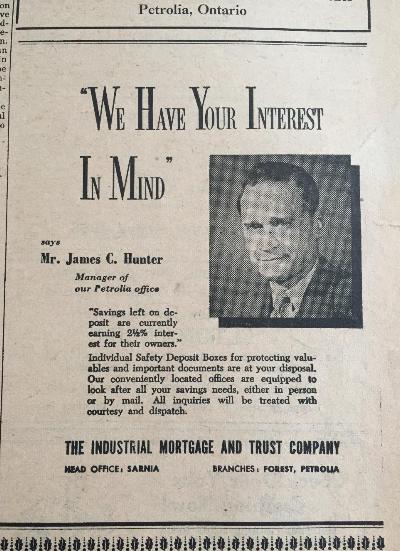 Petrolia, Ontario
"WE HAVE YOUR INTEREST
IN MIND"
says
Mr. James C. Hunter
Manager of
our Petrolia office
"Savings left on de-
posit are currently
earning 2½% inter-
est for their owners."
Individual Safety Deposit Boxes for protecting valu-
ables and important documents are at your disposal.
Our conveniently located offices are equipped to
look after all your savings needs, either in person
or by mail. All inquiries will be treated with
courtesy and dispatch.
THE INDUSTRIAL MORTGAGE AND TRUST COMPANY
HEAD OFFICE: SARNIA BRANCHES: FOREST, PETROLIA